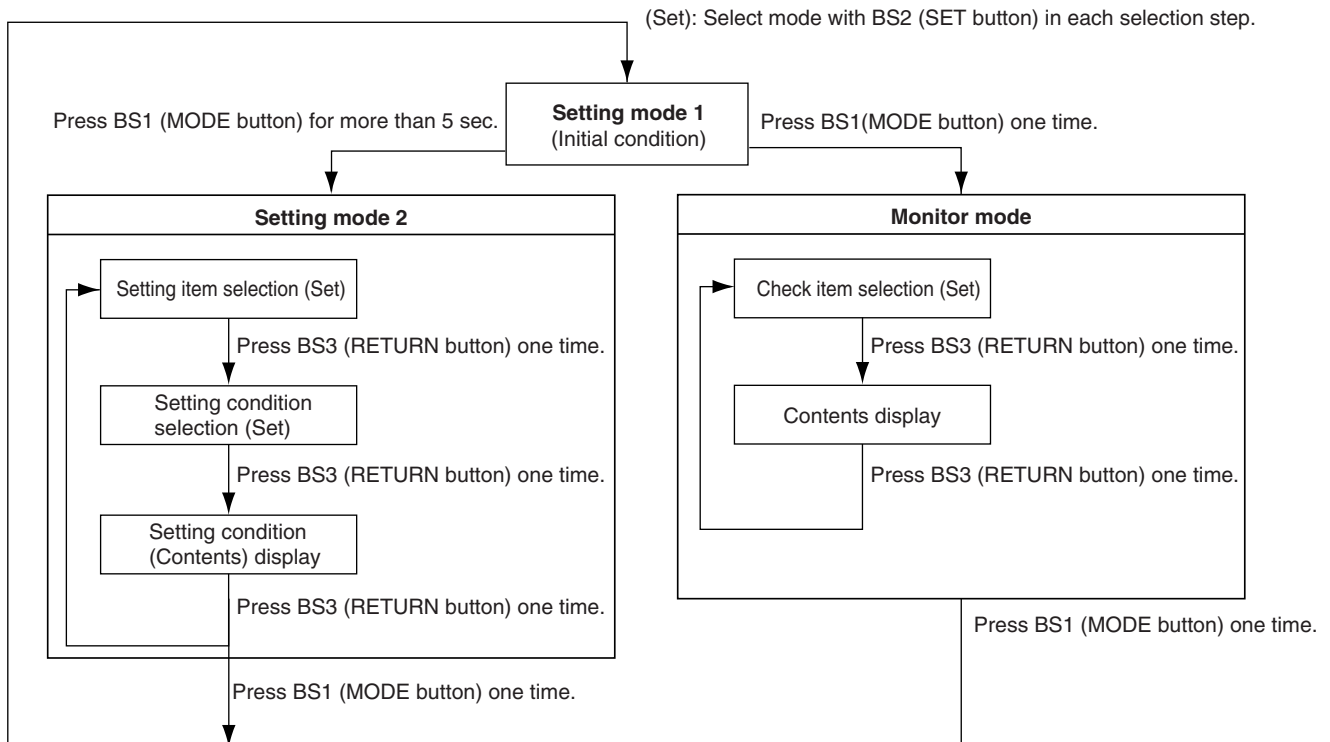 (Set): Select mode with BS2 (SET button) in each selection step.
Setting mode 1
(Initial condition)
Press BS1 (MODE button) for more than 5 sec.
Press BS1(MODE button) one time.
Setting mode 2
Setting item selection (Set)
Press BS3 (RETURN button) one time.
Setting condition
selection (Set)
Press BS3 (RETURN button) one time.
Setting condition
(Contents) display
Press BS3 (RETURN button) one time.
Press BS1 (MODE button) one time.
Monitor mode
Check item selection (Set)
Press BS3 (RETURN button) one time.
Contents display
Press BS3 (RETURN button) one time.
Press BS1 (MODE button) one time.